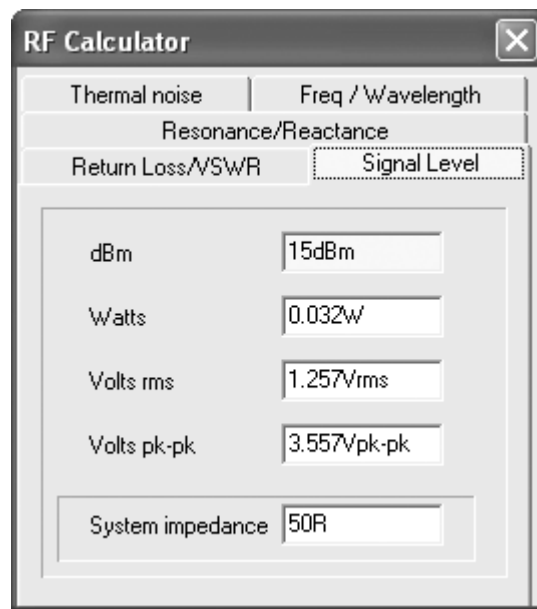 RF Calculator
Thermal noise Freq / Wavelength
Resonance/Reactance
Return Loss/VSWR Signal Level
dBm 15dBm
Watts 0.032W
Volts rms 1.257Vrms
Volts pk-pk 3.557Vpk-pk
System impedance 50R